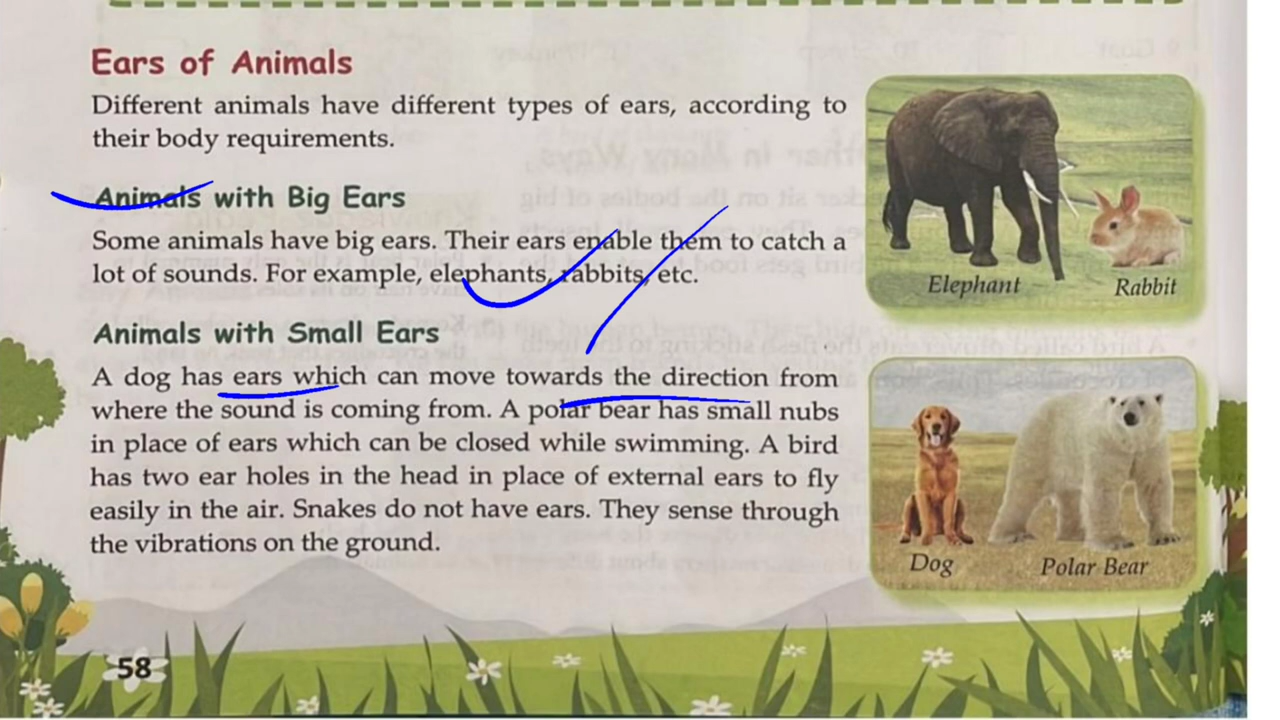 Ears of Animals
Different animals have different types of ears, according to
their body requirements.
Animals with Big Ears
Some animals have big ears. Their ears enable them to catch a
lot of sounds. For example, elephants, rabbits, etc.
Elephant
Rabbit
Animals with Small Ears
A dog has ears which can move towards the direction from
where the sound is coming from. A polar bear has small nubs
in place of ears which can be closed while swimming. A bird
has two ear holes in the head in place of external ears to fly
easily in the air. Snakes do not have ears. They sense through
the vibrations on the ground.
Dog
Polar Bear
58